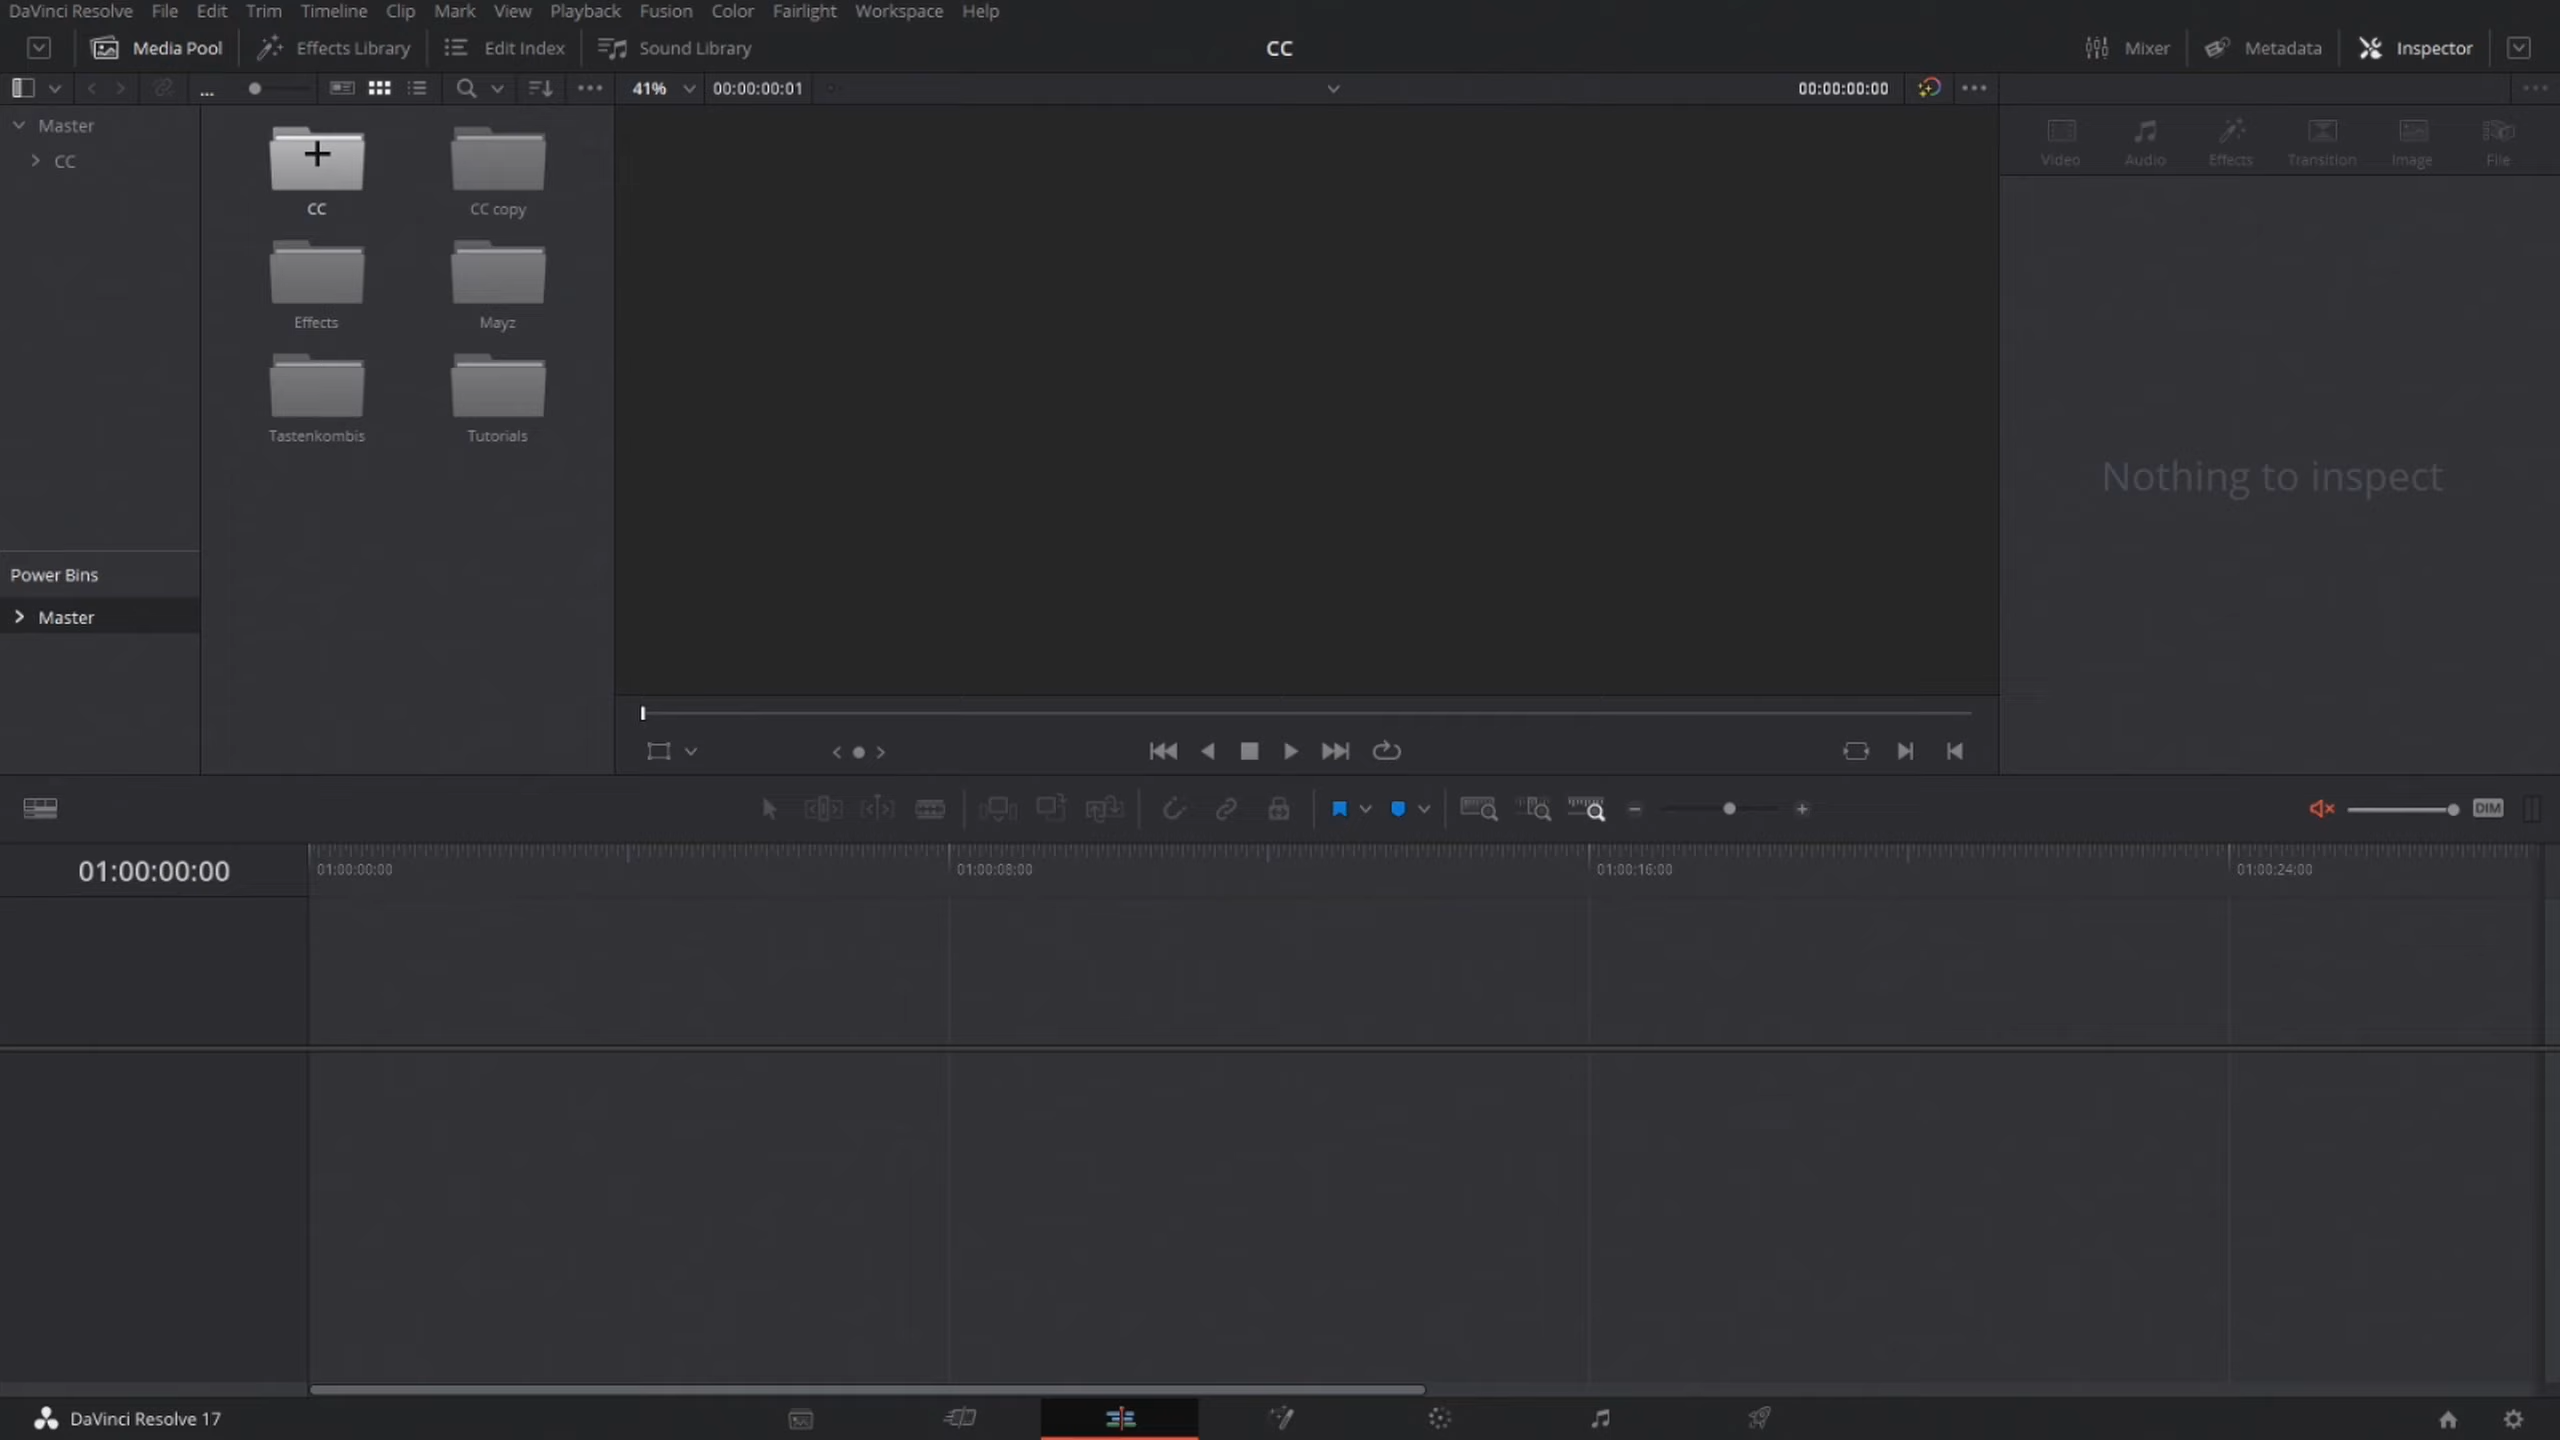 DaVinci Resolve File Edit Trim Timeline Clip Mark View Playback Fusion Color Fairlight Workspace Help
Media Pool Effects Library Edit Index Sound Library CC Mixer Metadata Inspector
... 41% 00:00:00:01 00:00:00:00
Master
CC
CC CC copy
Effects Mayz
Tastenkombis Tutorials
Video Audio Effects Transition Image File
Nothing to inspect
Power Bins
Master
DIM
01:00:00:00 01:00:00:00 01:00:08:00 01:00:16:00 01:00:24:00
DaVinci Resolve 17